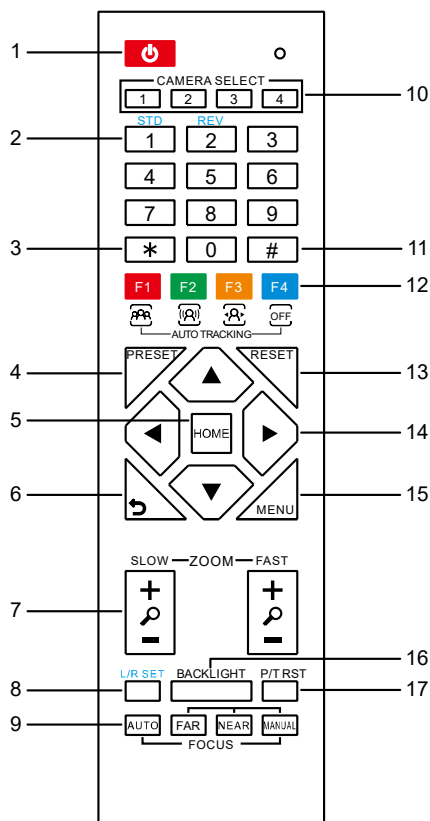 1
CAMERA SELECT
1 2 3 4
10
STD REV
2
1 2 3
4 5 6
7 8 9
3
* 0 #
11
F1 F2 F3 F4
12
OFF
AUTO TRACKING
4
PRESET RESET
13
5
HOME
14
6
MENU
15
SLOW ZOOM FAST
+ +
7
- -
16
L/R SET BACKLIGHT P/T RST
8
17
9
AUTO FAR NEAR MANUAL
FOCUS